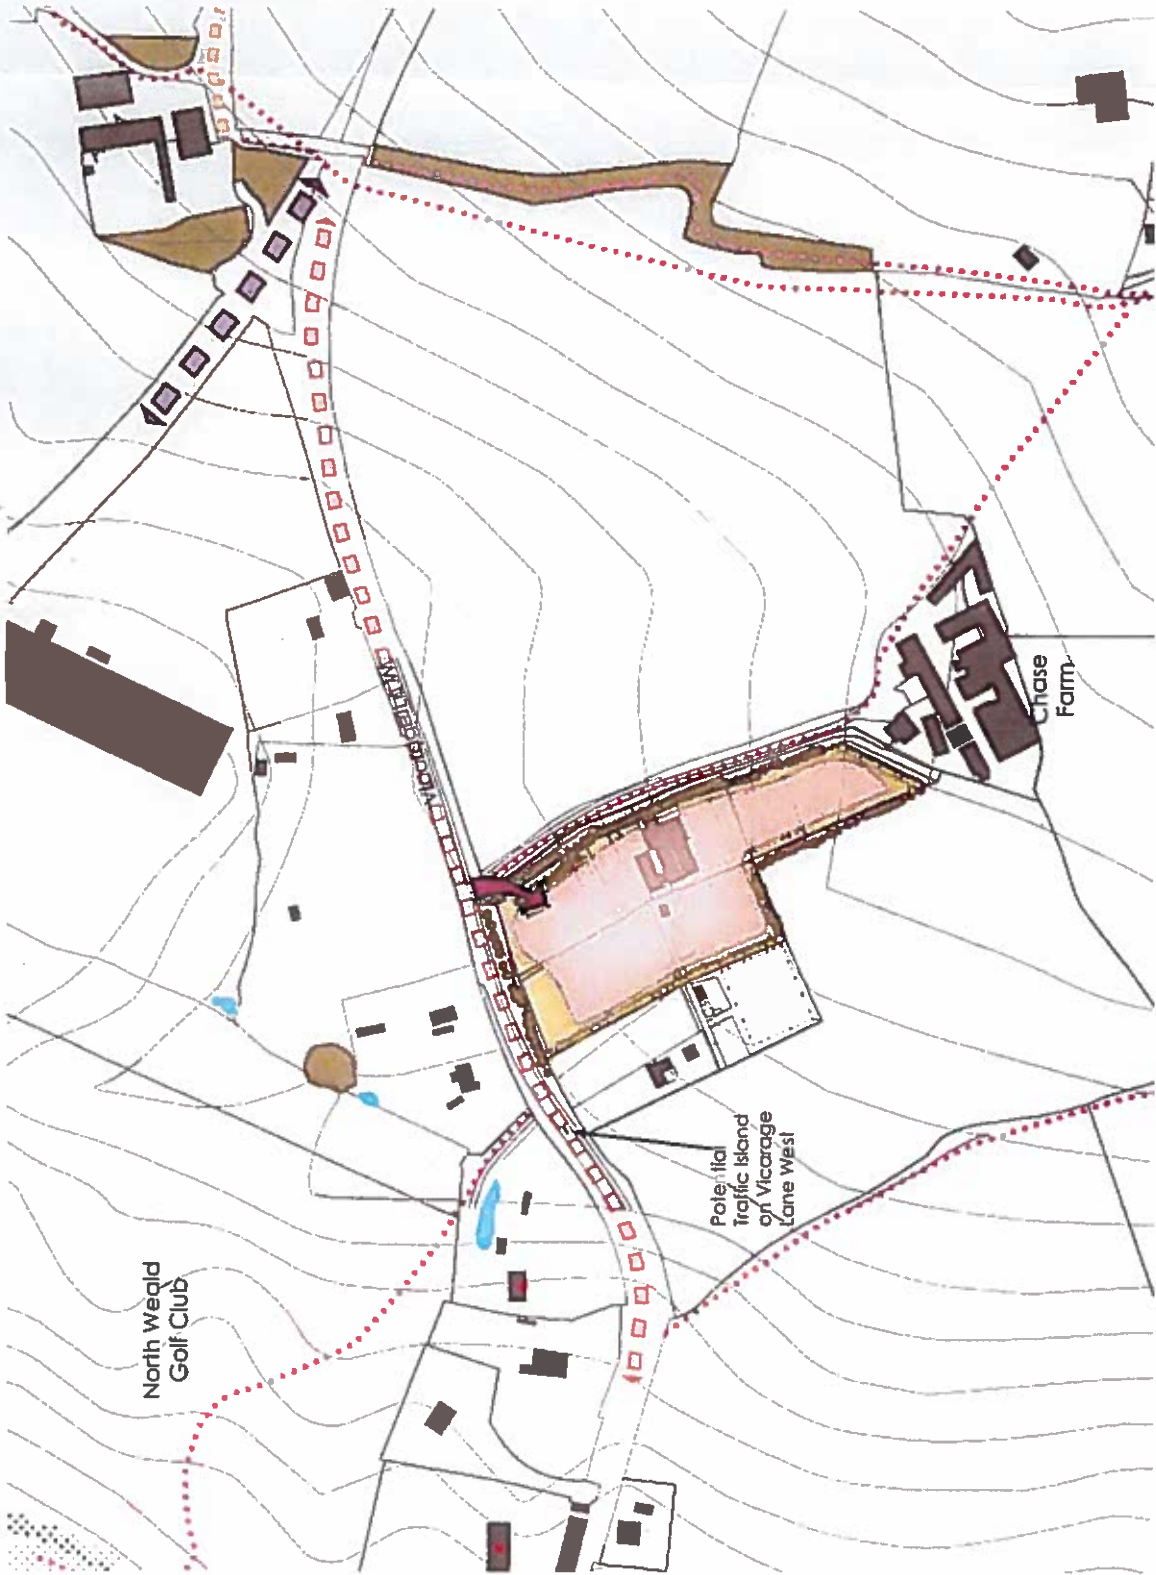 North Weald
Golf Club
Potential
Traffic Island
on Vicarage
Lane West
Chase
Farm